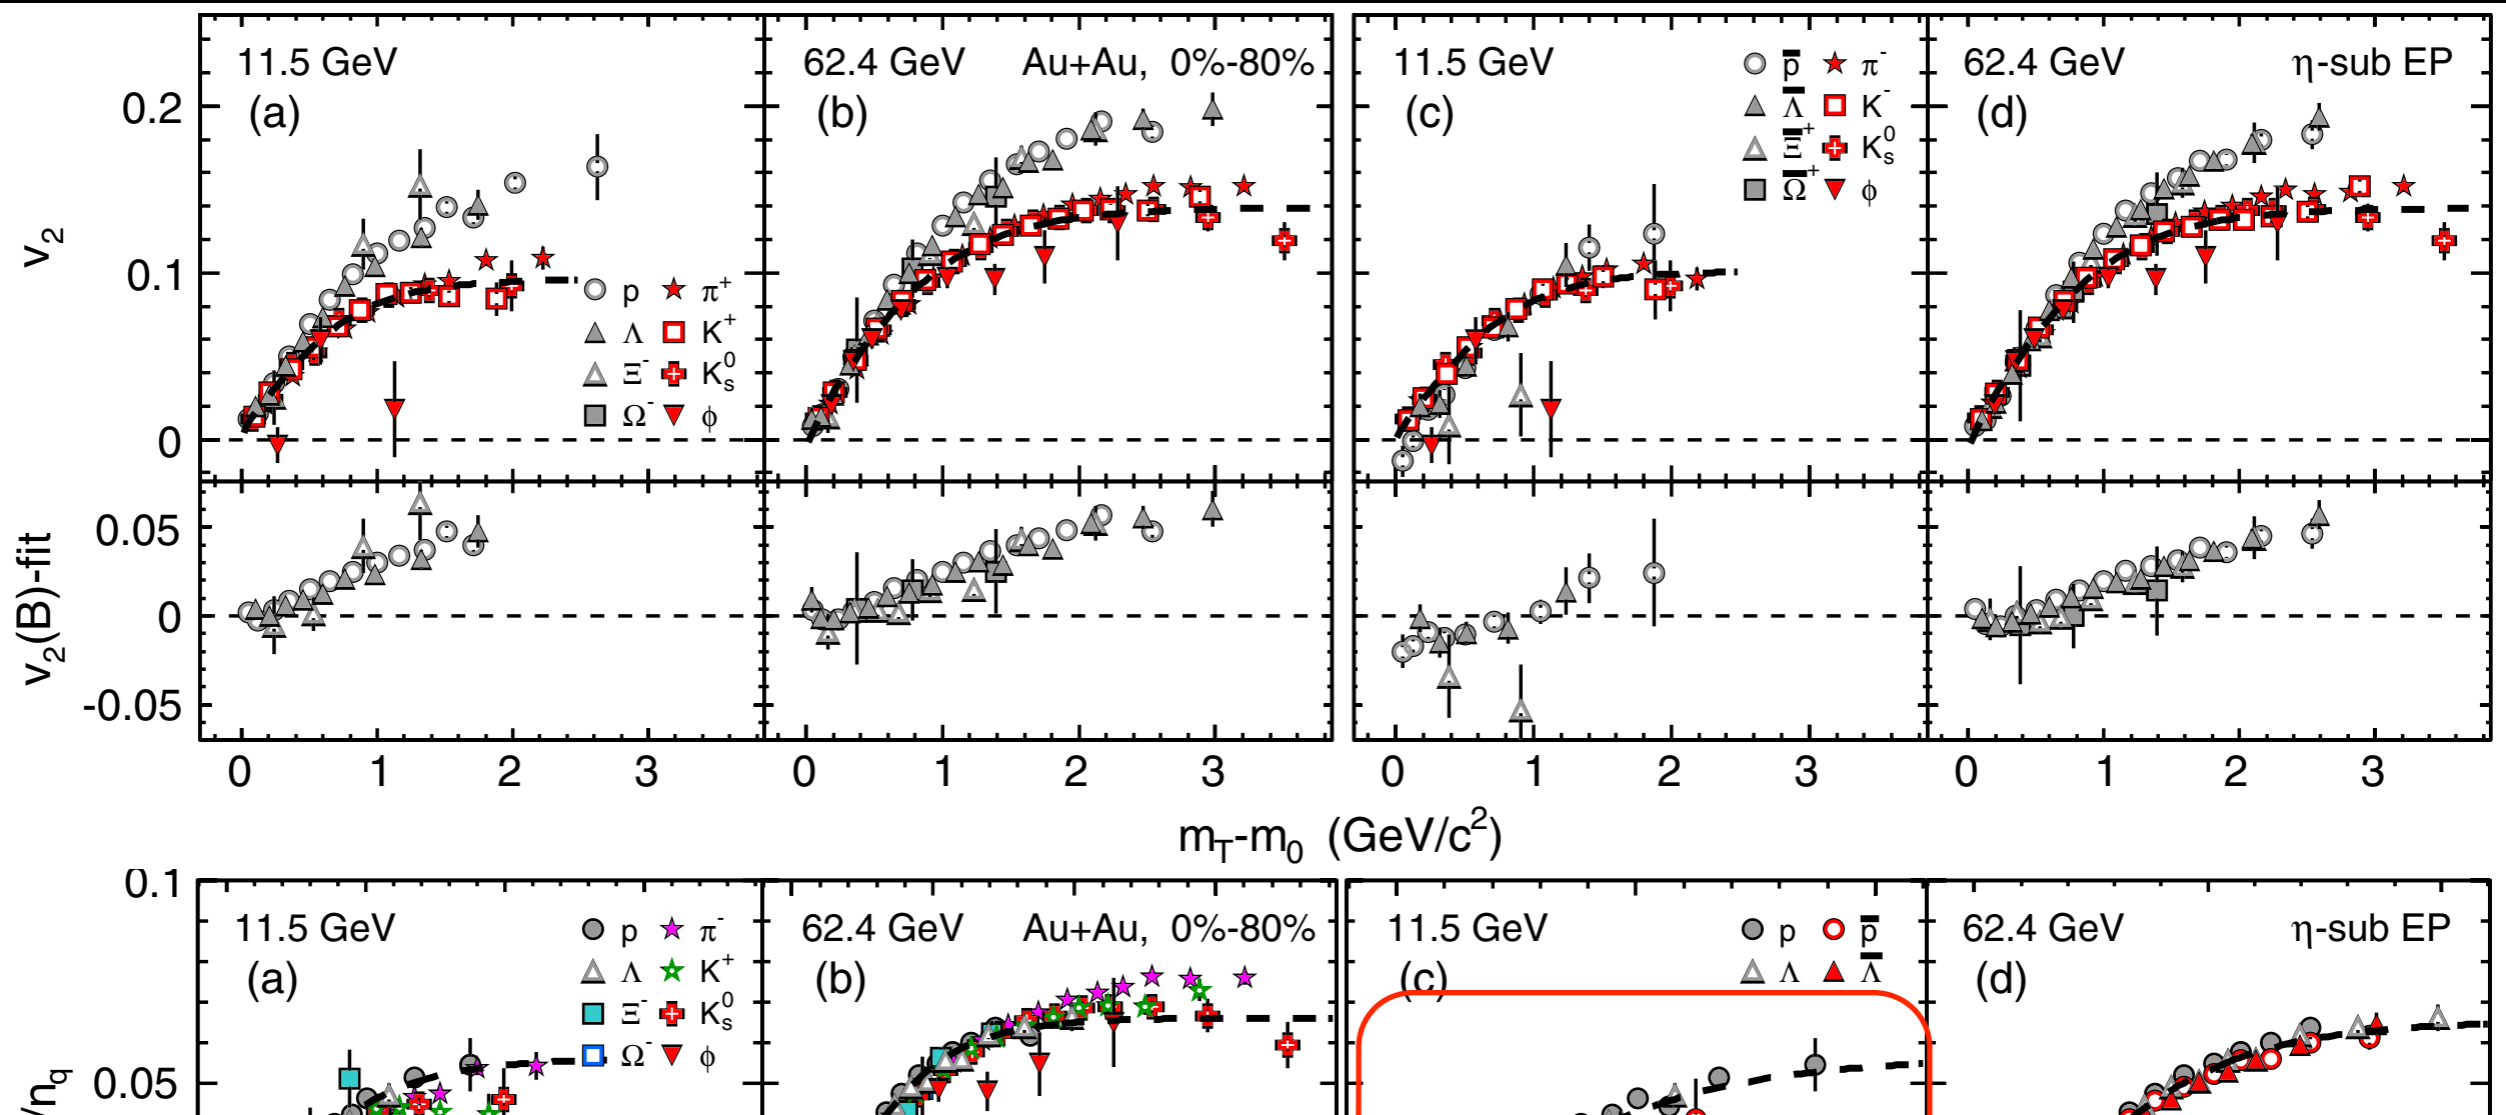 11.5 GeV
(a)
62.4 GeV Au+Au, 0%-80%
(b)
11.5 GeV
(c)
62.4 GeV η-sub EP
(d)
v₂
0.2
0.1
0
p π⁺
Λ K⁺
Ξ⁻ K⁰ₛ
Ω⁻ ϕ
p̅ π⁻
Λ̅ K⁻
Ξ̅⁺ K⁰ₛ
Ω̅⁺ ϕ
v₂(B)-fit
0.05
0
-0.05
0 1 2 3 0 1 2 3 0 1 2 3 0 1 2 3
m_T-m₀ (GeV/c²)
0.1
0.05
/n_q
11.5 GeV
(a)
p π⁻
Λ K⁺
Ξ⁻ K⁰ₛ
Ω⁻ ϕ
62.4 GeV Au+Au, 0%-80%
(b)
11.5 GeV
(c)
p p̅
Λ Λ̅
62.4 GeV η-sub EP
(d)